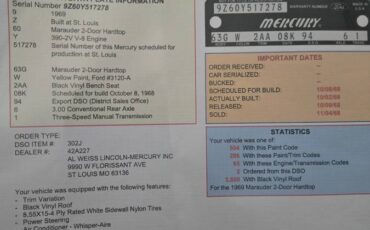 SERIAL NUMBER 9Z60Y517278
9 1969
Z Built at St. Louis
60 Marauder 2-Door Hardtop
Y 390-2V V-8 Engine
517278 Serial Number of this Mercury scheduled for
production at St. Louis
63G Marauder 2-Door Hardtop
W Yellow Paint, Ford #3120-A
2AA Black Vinyl Bench Seat
08K Scheduled for build October 8, 1968
94 Export DSO (District Sales Office)
6 3.00 Conventional Rear Axle
1 Three-Speed Manual Transmission
ORDER TYPE:
DSO ITEM #: 302J
DEALER #: 42A227
AL WEISS LINCOLN-MERCURY INC
9990 W FLORISSANT AVE
ST LOUIS MO 63136
Your vehicle was equipped with the following features:
• Trim Variation
• Black Vinyl Roof
• 8.55X15-4 Ply Rated White Sidewall Nylon Tires
• Power Steering
• Air Conditioner - Whisper-Aire
9Z60Y517278
WARRANTY NUMBER
MERCURY
63G W 2AA 08K 94 6 1
IMPORTANT DATES
ORDER RECEIVED: --
CAR SERIALIZED: --
BUCKED: --
SCHEDULED FOR BUILD: 10/08/68
ACTUALLY BUILT:
RELEASED:
SOLD: 11/04/68
STATISTICS
Your vehicle was one of:
With this Paint Code
With these Paint/Trim Codes
With these Engine/Transmission Codes
2 Ordered from this DSO
With Black Vinyl Roof
For the 1969 Marauder 2-Door Hardtop